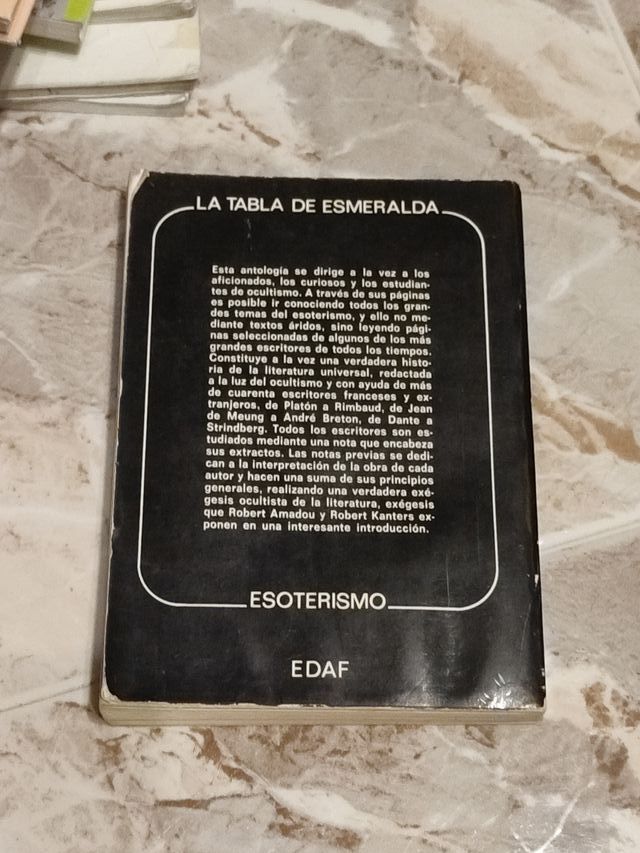 LA TABLA DE ESMERALDA
Esta antología se dirige a la vez a los
aficionados, los curiosos y los estudian-
tes de ocultismo. A través de sus páginas
es posible ir conociendo todos los gran-
des temas del esoterismo, y ello no me-
diante textos áridos, sino leyendo pági-
nas seleccionadas de algunos de los más
grandes escritores de todos los tiempos.
Constituye a la vez una verdadera histo-
ria de la literatura universal, redactada
a la luz del ocultismo y con ayuda de más
de cuarenta escritores franceses y ex-
tranjeros, de Platón a Rimbaud, de Jean
de Meung a André Breton, de Dante a
Strindberg. Todos los escritores son es-
tudiados mediante una nota que encabeza
sus extractos. Las notas previas se dedi-
can a la interpretación de la obra de cada
autor y hacen una suma de sus principios
generales, realizando una verdadera exé-
gesis ocultista de la literatura, exégesis
que Robert Amadou y Robert Kanters ex-
ponen en una interesante introducción.
ESOTERISMO
EDAF